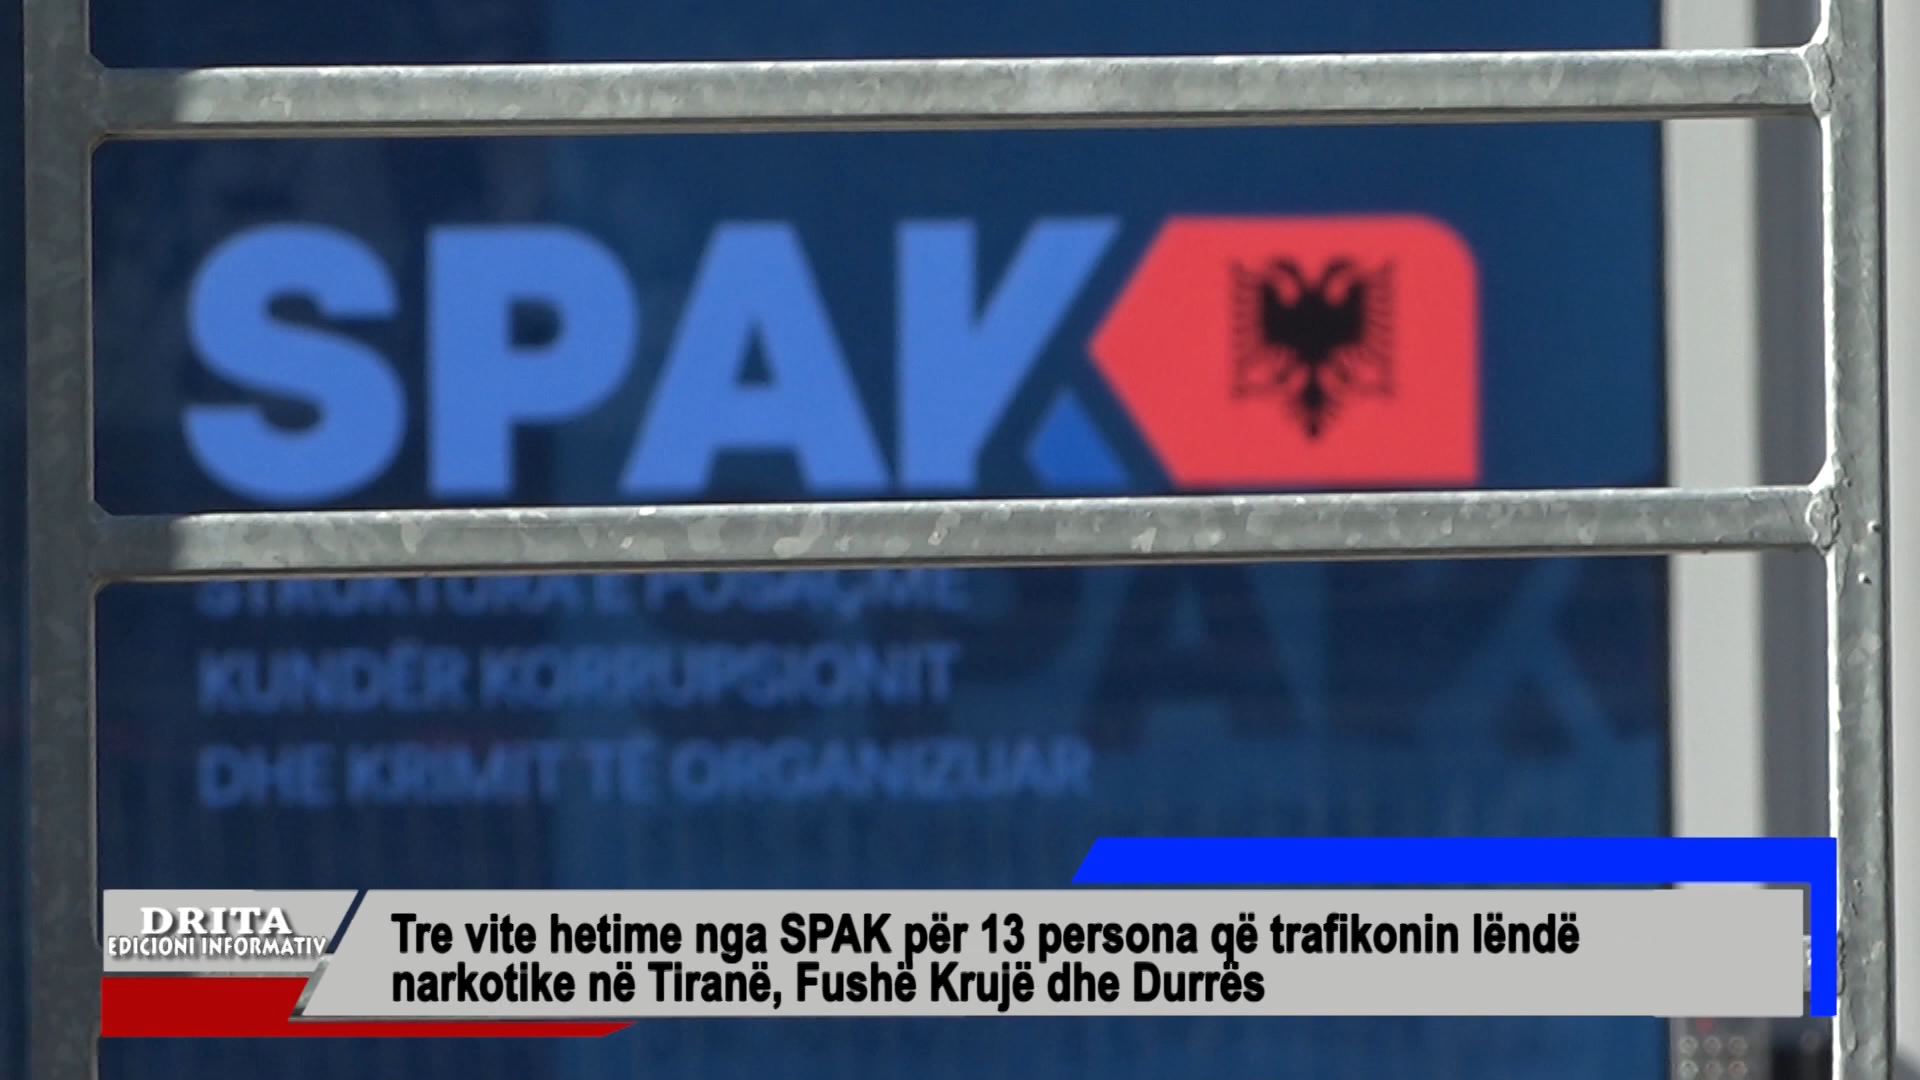 SPAK
STRUKTURA E POSAÇME
KUNDËR KORRUPSIONIT
DHE KRIMIT TË ORGANIZUAR
DRITA
EDICIONI INFORMATIV
Tre vite hetime nga SPAK për 13 persona që trafikonin lëndë
narkotike në Tiranë, Fushë Krujë dhe Durrës